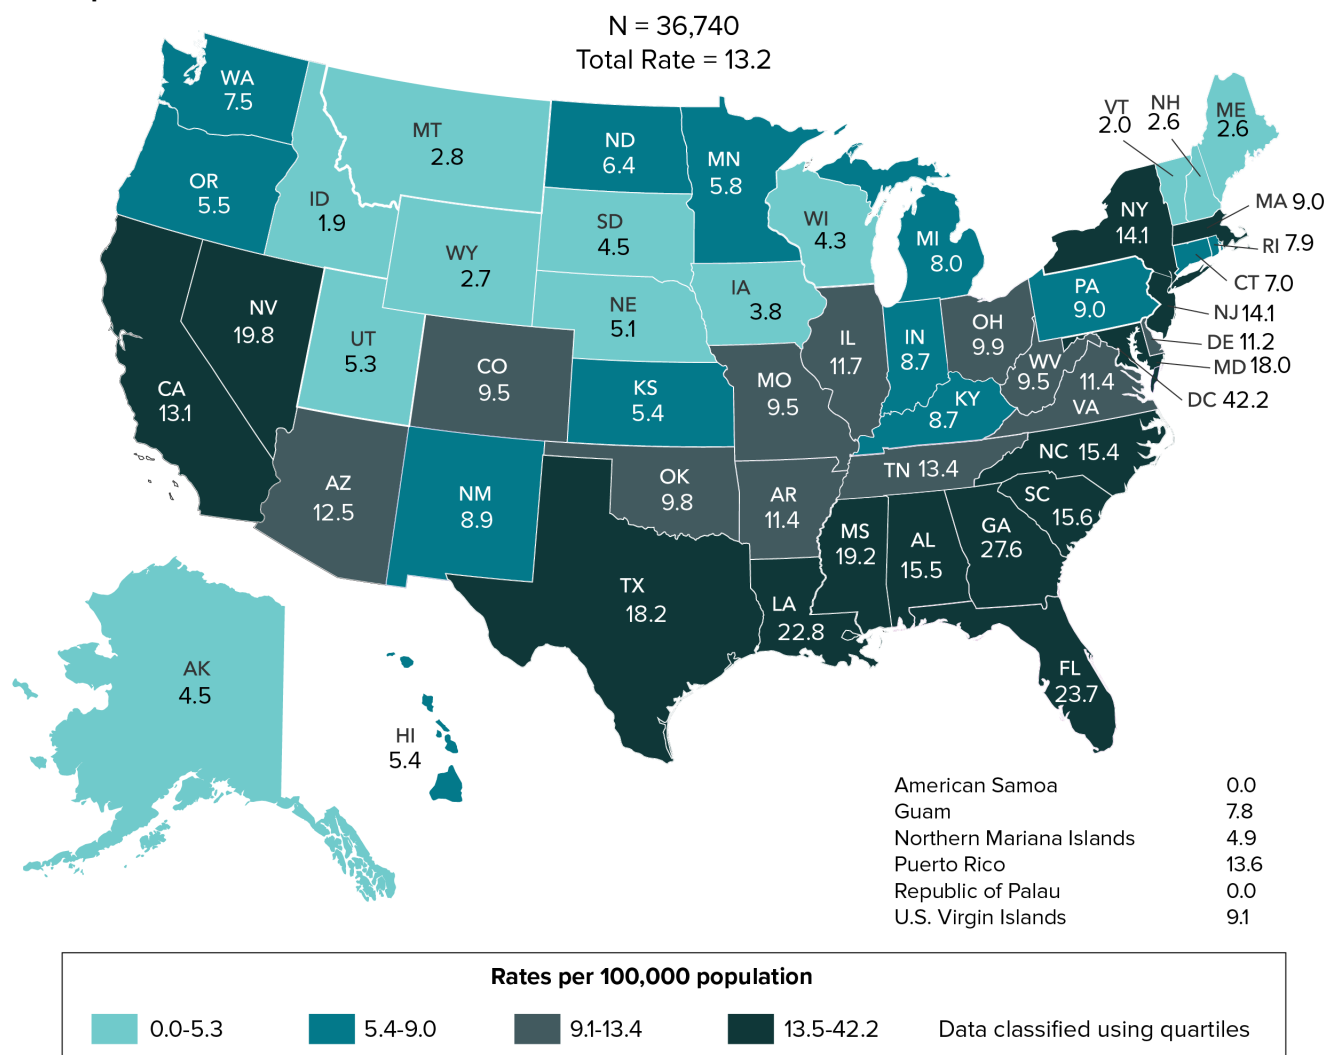 N = 36,740
Total Rate = 13.2
WA
7.5
MT
2.8
ND
6.4
MN
5.8
VT
2.0
NH
2.6
ME
2.6
OR
5.5
ID
1.9
WY
2.7
SD
4.5
WI
4.3
MI
8.0
NY
14.1
MA 9.0
RI 7.9
CT 7.0
NJ 14.1
DE 11.2
MD 18.0
DC 42.2
NV
19.8
UT
5.3
NE
5.1
IA
3.8
PA
9.0
IL
11.7
IN
8.7
OH
9.9
WV
9.5
11.4
VA
CA
13.1
CO
9.5
KS
5.4
MO
9.5
KY
8.7
NC 15.4
TN 13.4
SC
15.6
AZ
12.5
NM
8.9
OK
9.8
AR
11.4
MS
19.2
AL
15.5
GA
27.6
TX
18.2
LA
22.8
FL
23.7
AK
4.5
HI
5.4
American Samoa 0.0
Guam 7.8
Northern Mariana Islands 4.9
Puerto Rico 13.6
Republic of Palau 0.0
U.S. Virgin Islands 9.1
Rates per 100,000 population
0.0-5.3 5.4-9.0 9.1-13.4 13.5-42.2 Data classified using quartiles